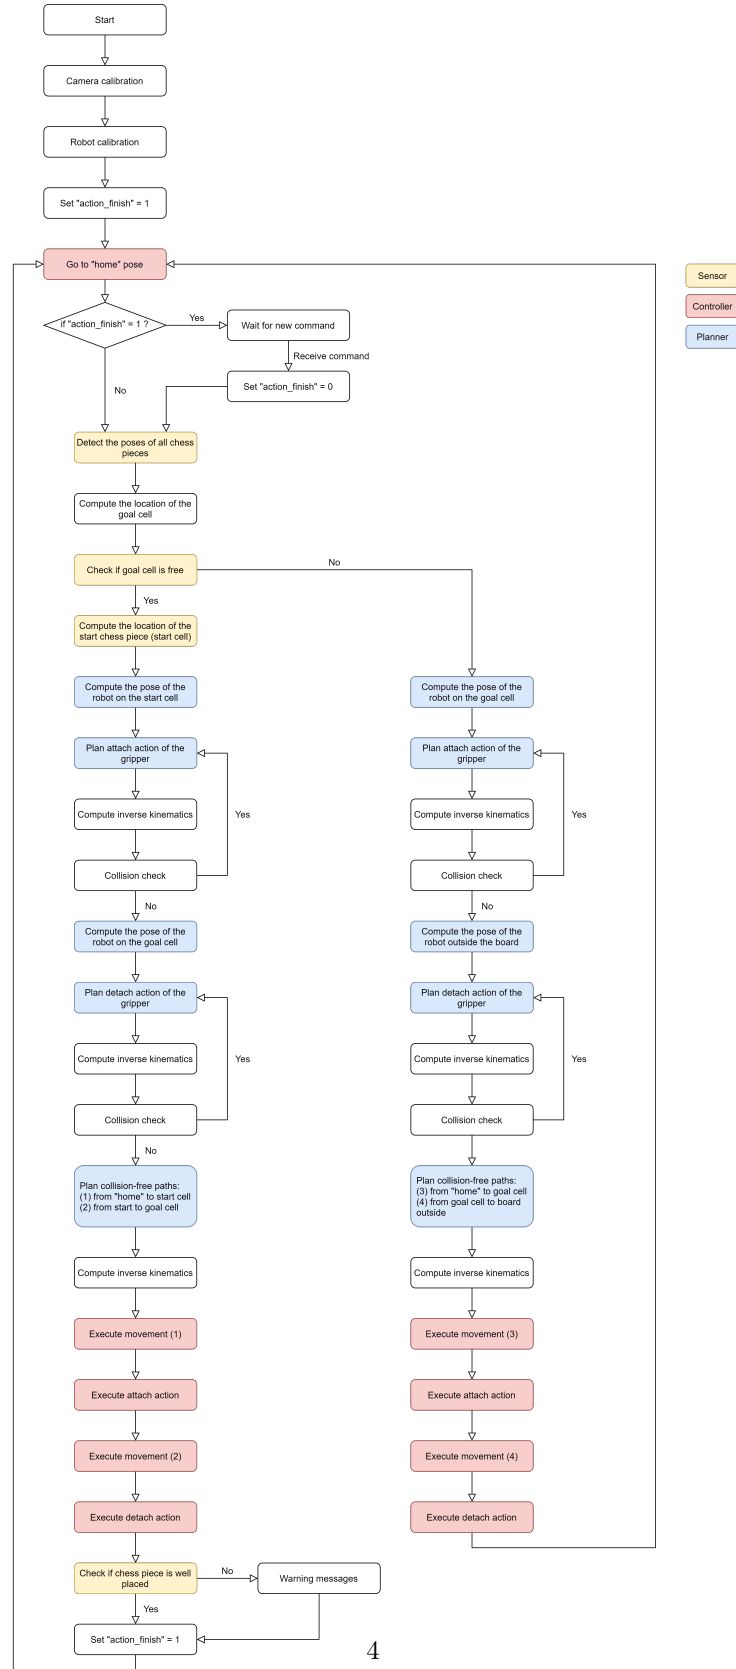 Start
Camera calibration
Robot calibration
Set "action_finish" = 1
Go to "home" pose
Sensor
Controller
Planner
if "action_finish" = 1 ?
Yes
Wait for new command
Receive command
Set "action_finish" = 0
No
Detect the poses of all chess
pieces
Compute the location of the
goal cell
Check if goal cell is free
No
Yes
Compute the location of the
start chess piece (start cell)
Compute the pose of the
robot on the start cell
Plan attach action of the
gripper
Compute inverse kinematics
Yes
Collision check
No
Compute the pose of the
robot on the goal cell
Plan detach action of the
gripper
Compute inverse kinematics
Yes
Collision check
No
Plan collision-free paths:
(1) from "home" to start cell
(2) from start to goal cell
Compute inverse kinematics
Execute movement (1)
Execute attach action
Execute movement (2)
Execute detach action
Check if chess piece is well
placed
No
Warning messages
Yes
Set "action_finish" = 1
Compute the pose of the
robot on the goal cell
Plan attach action of the
gripper
Compute inverse kinematics
Yes
Collision check
No
Compute the pose of the
robot outside the board
Plan detach action of the
gripper
Compute inverse kinematics
Yes
Collision check
Plan collision-free paths:
(3) from "home" to goal cell
(4) from goal cell to board
outside
Compute inverse kinematics
Execute movement (3)
Execute attach action
Execute movement (4)
Execute detach action
4